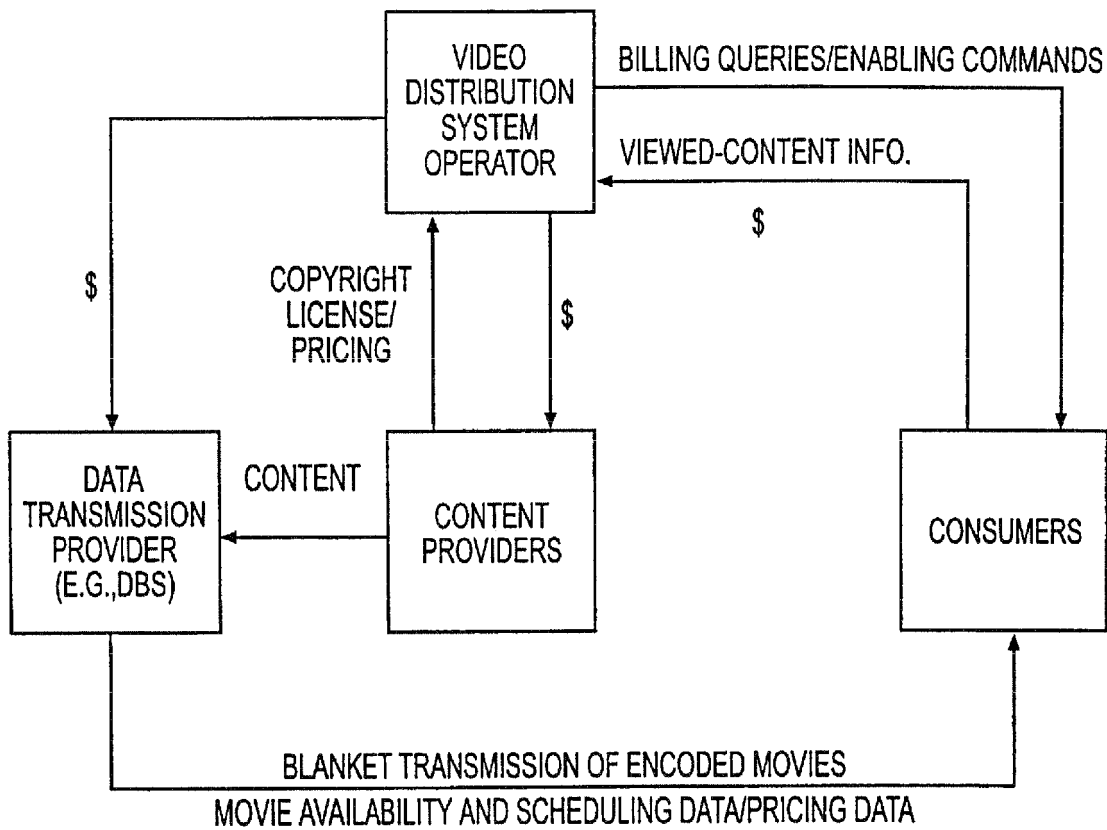 VIDEO
DISTRIBUTION
SYSTEM
OPERATOR
BILLING QUERIES/ENABLING COMMANDS
VIEWED-CONTENT INFO.
$
$
COPYRIGHT
LICENSE/
PRICING
$
DATA
TRANSMISSION
PROVIDER
(E.G.,DBS)
CONTENT
CONTENT
PROVIDERS
CONSUMERS
BLANKET TRANSMISSION OF ENCODED MOVIES
MOVIE AVAILABILITY AND SCHEDULING DATA/PRICING DATA